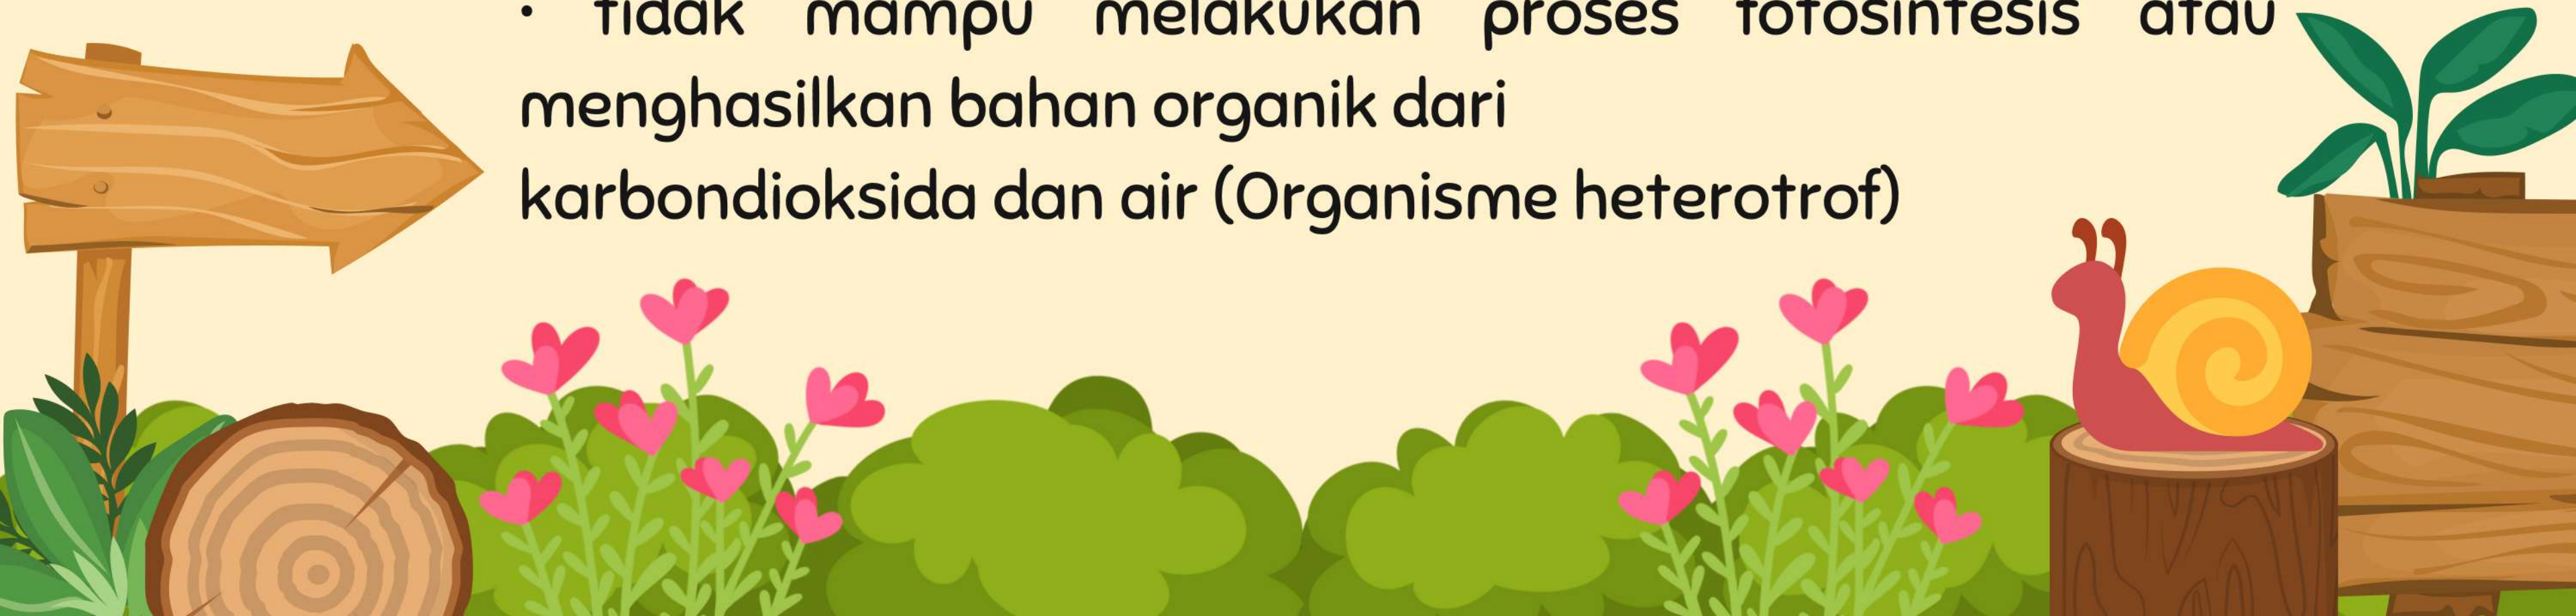 • tidak mampu melakukan proses fotosintesis atau
menghasilkan bahan organik dari
karbondioksida dan air (Organisme heterotrof)